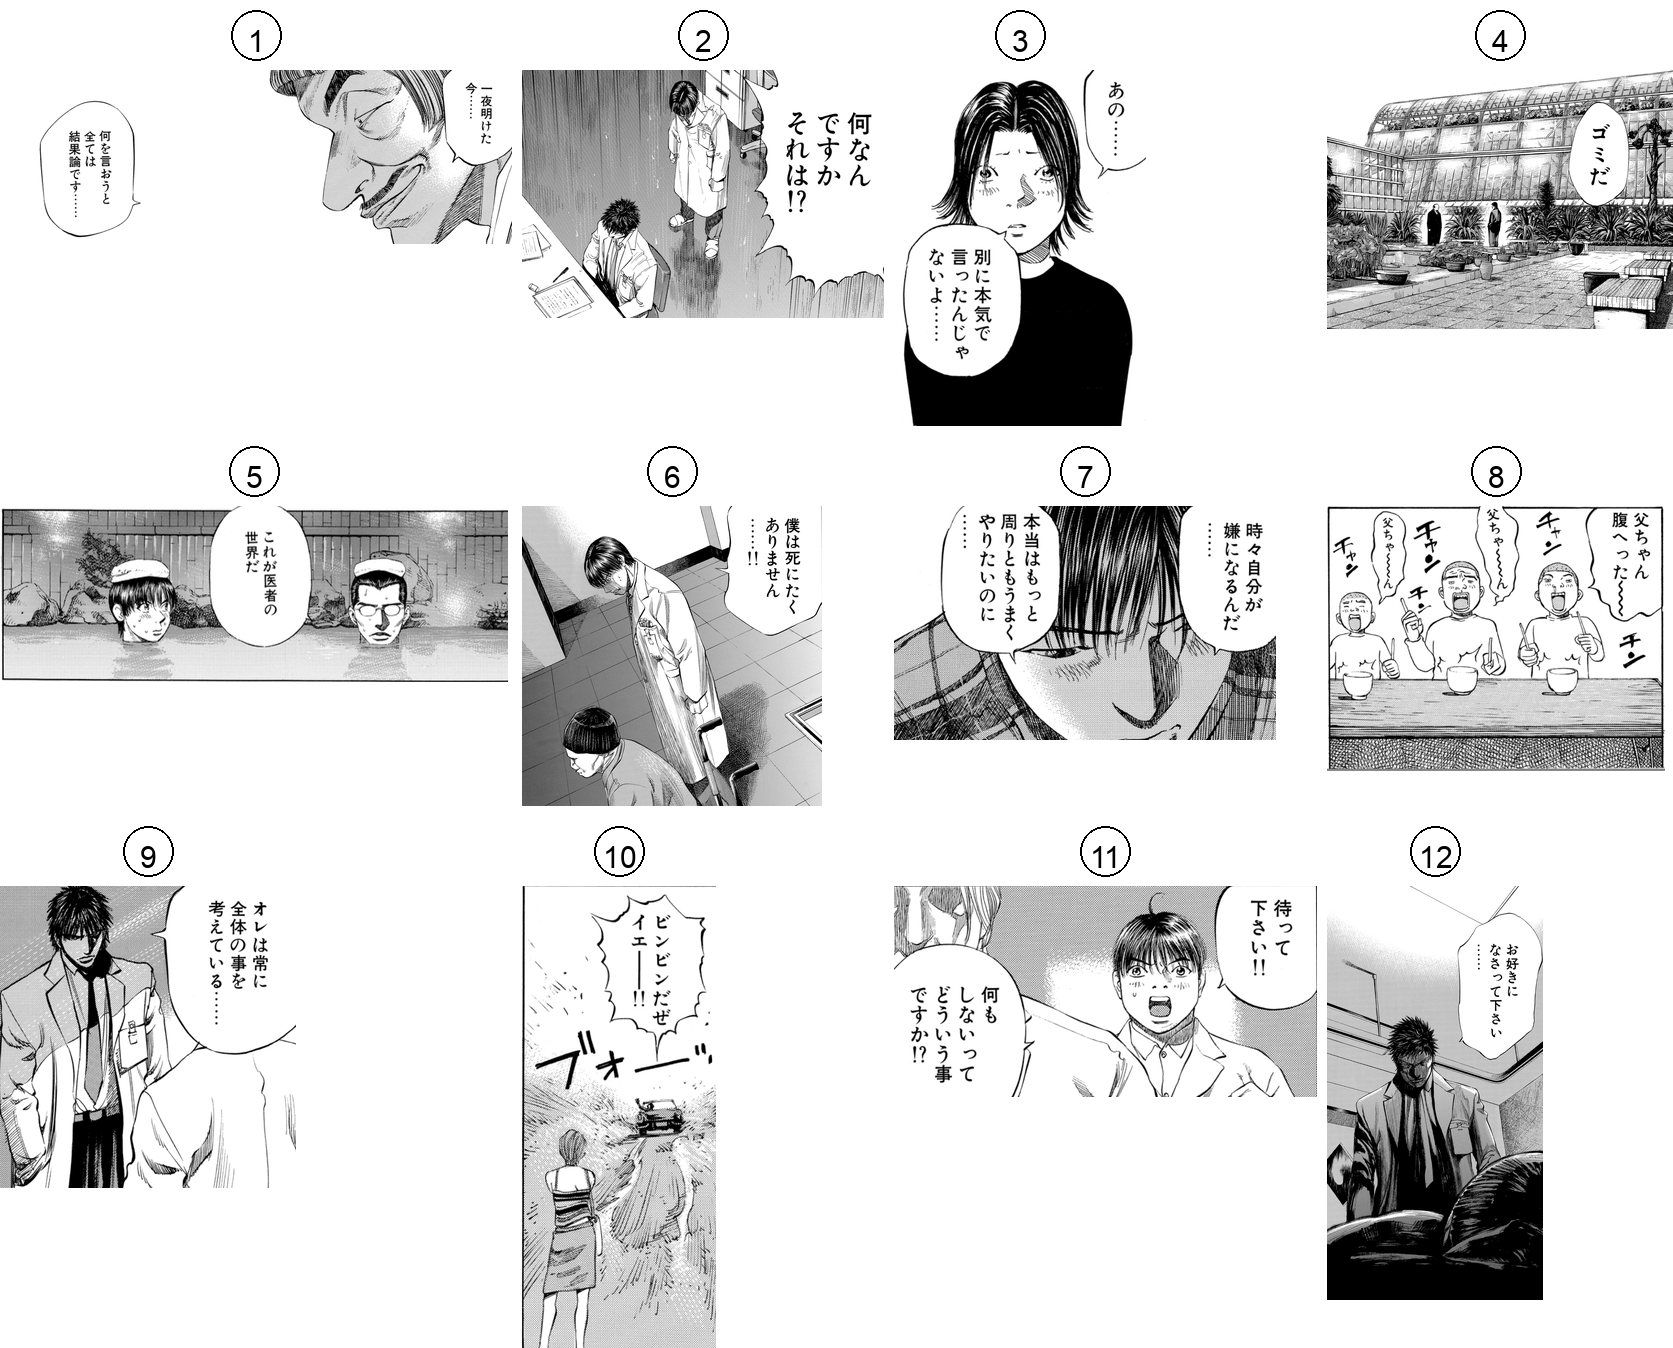 1
一夜明けた
今……
何を言おうと
全ては
結果論です……
2
何なん
ですか
それは!?
3
あの……
別に本気で
言ったんじゃ
ないよ……
4
ゴミだ
5
これが医者の
世界だ
6
僕は死にたく
ありません
……!!
7
時々自分が
嫌になるんだ
……
本当はもっと
周りともうまく
やりたいのに
……
8
父ちゃん
腹へった〜〜
チャン
父ちゃ〜〜ん
チャン
父ちゃ〜〜ん
チャン
チン
チン
9
オレは常に
全体の事を
考えている……
10
ビンビンだぜ
イエ――!!
ブオ――
11
待って
下さい!!
何も
しないって
どういう事
ですか!?
12
お好きに
なさって下さい
……